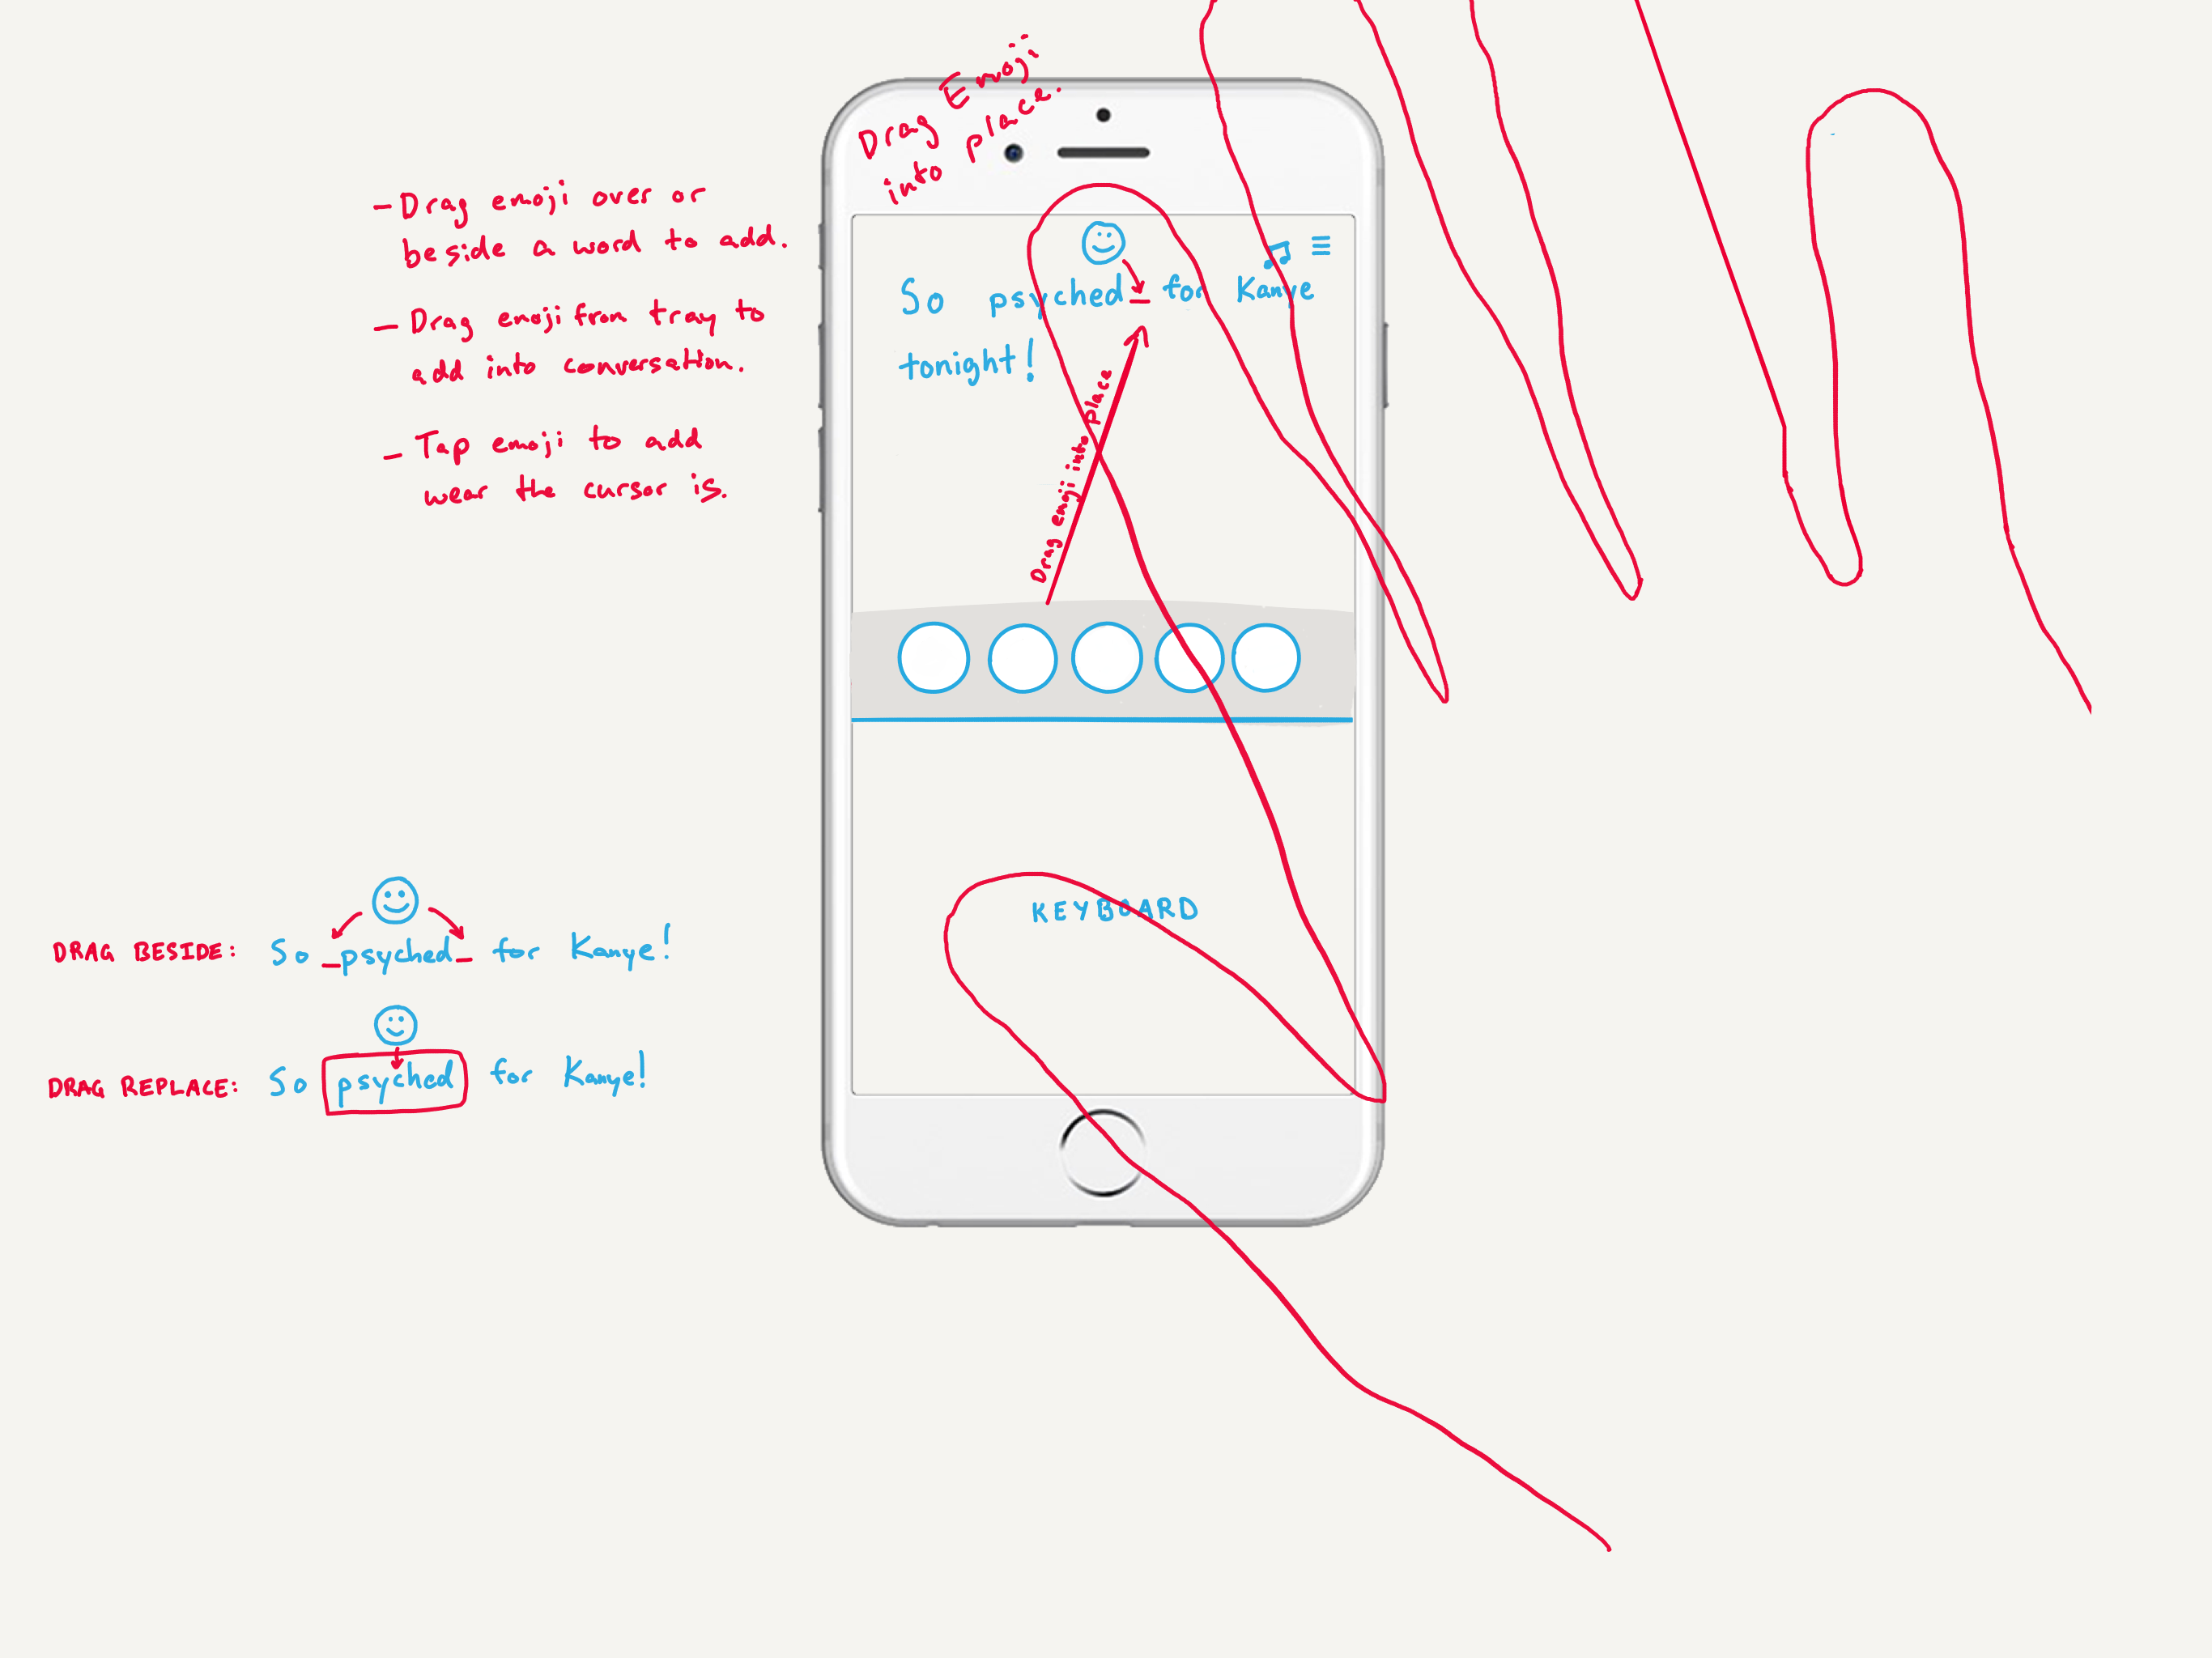 Drag Emoji
into place.
- Drag emoji over or
beside a word to add.
- Drag emoji from tray to
add into conversation.
- Tap emoji to add
wear the cursor is.
So psyched_ for Kanye
tonight!
Drag emoji into place
KEYBOARD
DRAG BESIDE: So _psyched_ for Kanye!
DRAG REPLACE: So psyched for Kanye!